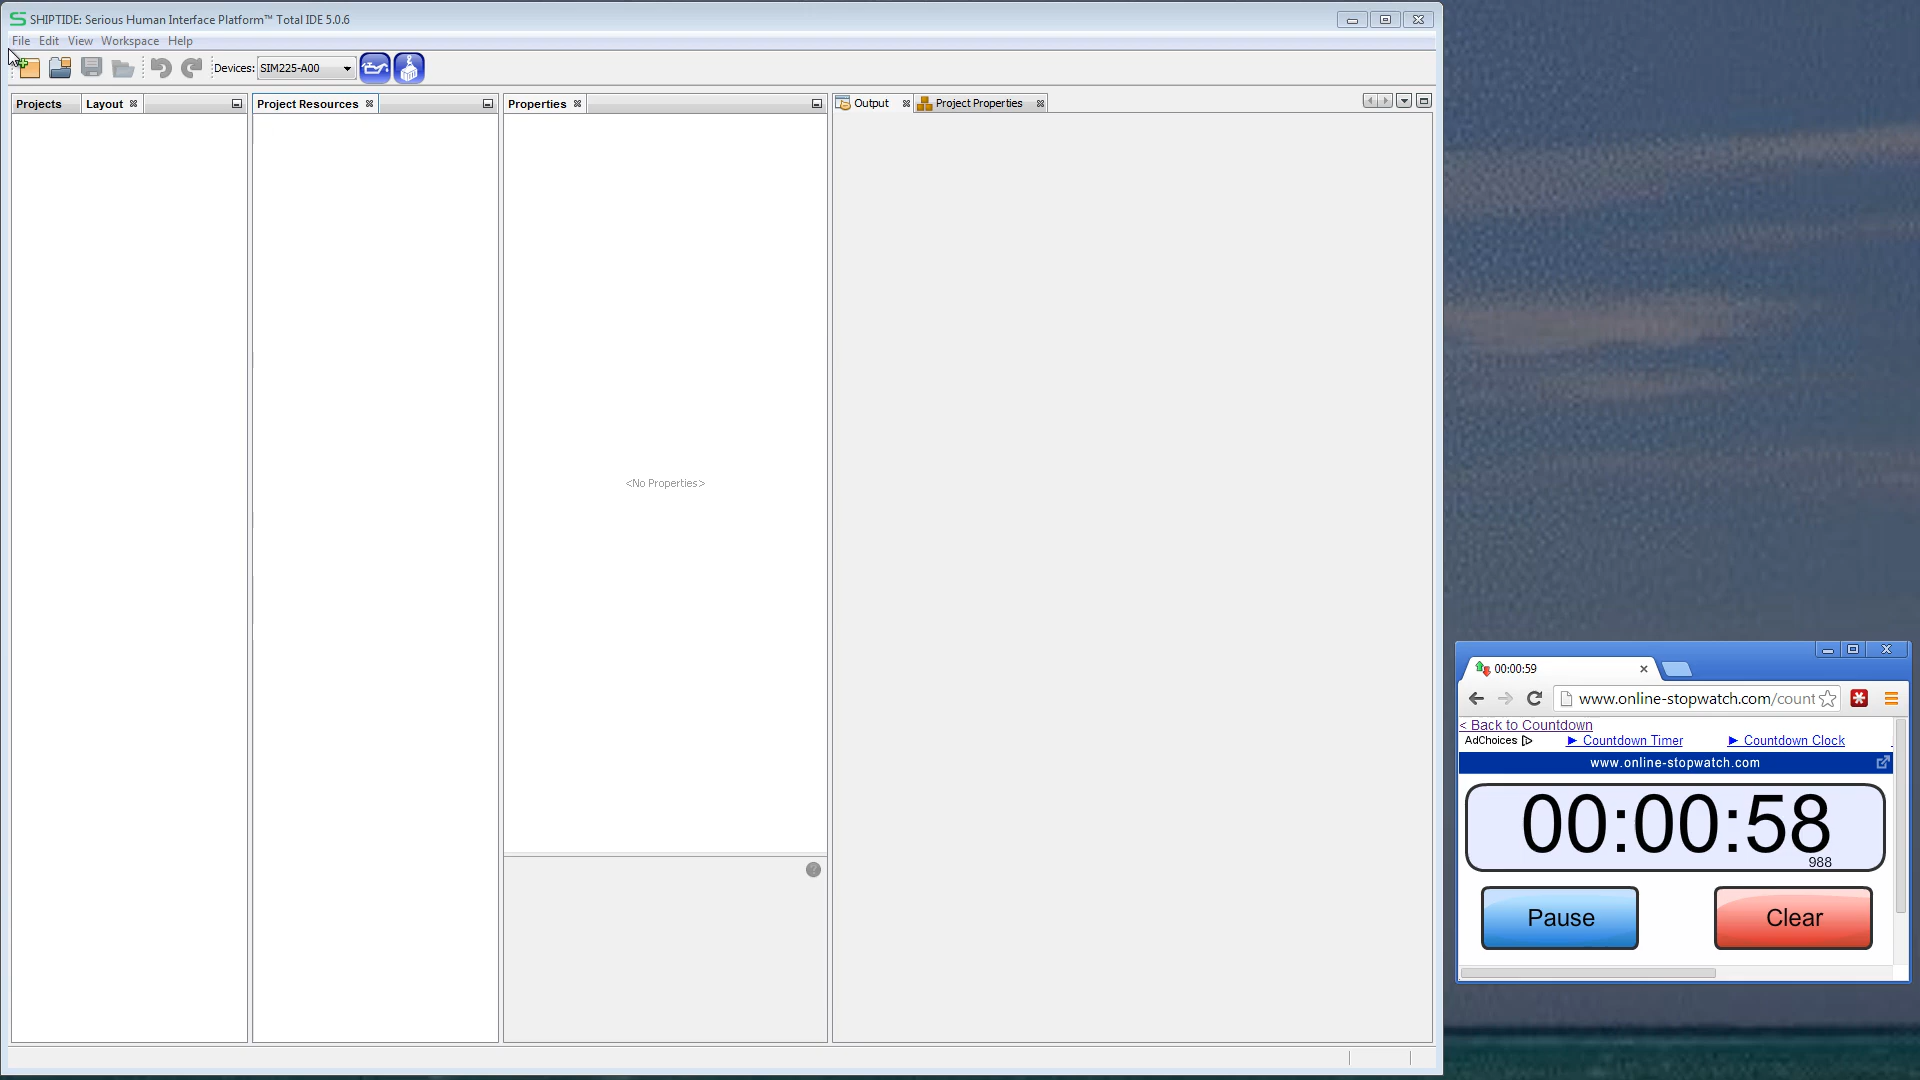 SHIPTIDE: Serious Human Interface Platform™ Total IDE 5.0.6
File Edit View Workspace Help
Devices: SIM225-A00
Projects Layout
Project Resources
Properties
Output Project Properties
<No Properties>
00:00:59
www.online-stopwatch.com/count
< Back to Countdown
AdChoices Countdown Timer Countdown Clock
www.online-stopwatch.com
00:00:58
988
Pause Clear